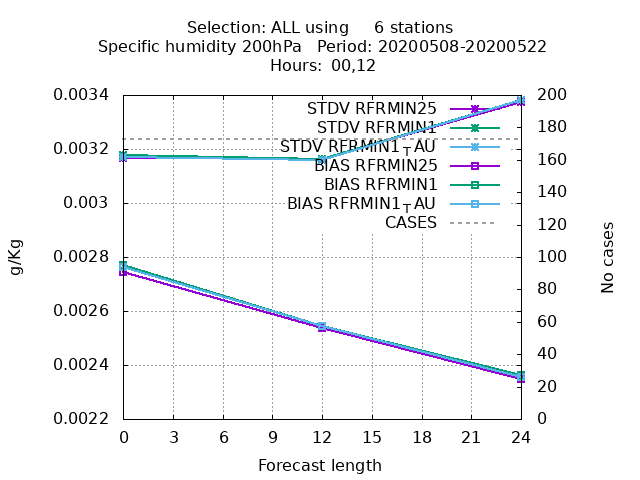 Selection: ALL using 6 stations
Specific humidity 200hPa Period: 20200508-20200522
Hours: 00,12
0.0034
0.0032
0.003
0.0028
0.0026
0.0024
0.0022
g/Kg
STDV RFRMIN25
STDV RFRMIN1
STDV RFRMIN1_TAU
BIAS RFRMIN25
BIAS RFRMIN1
BIAS RFRMIN1_TAU
CASES
200
180
160
140
120
100
80
60
40
20
0
No cases
0 3 6 9 12 15 18 21 24
Forecast length